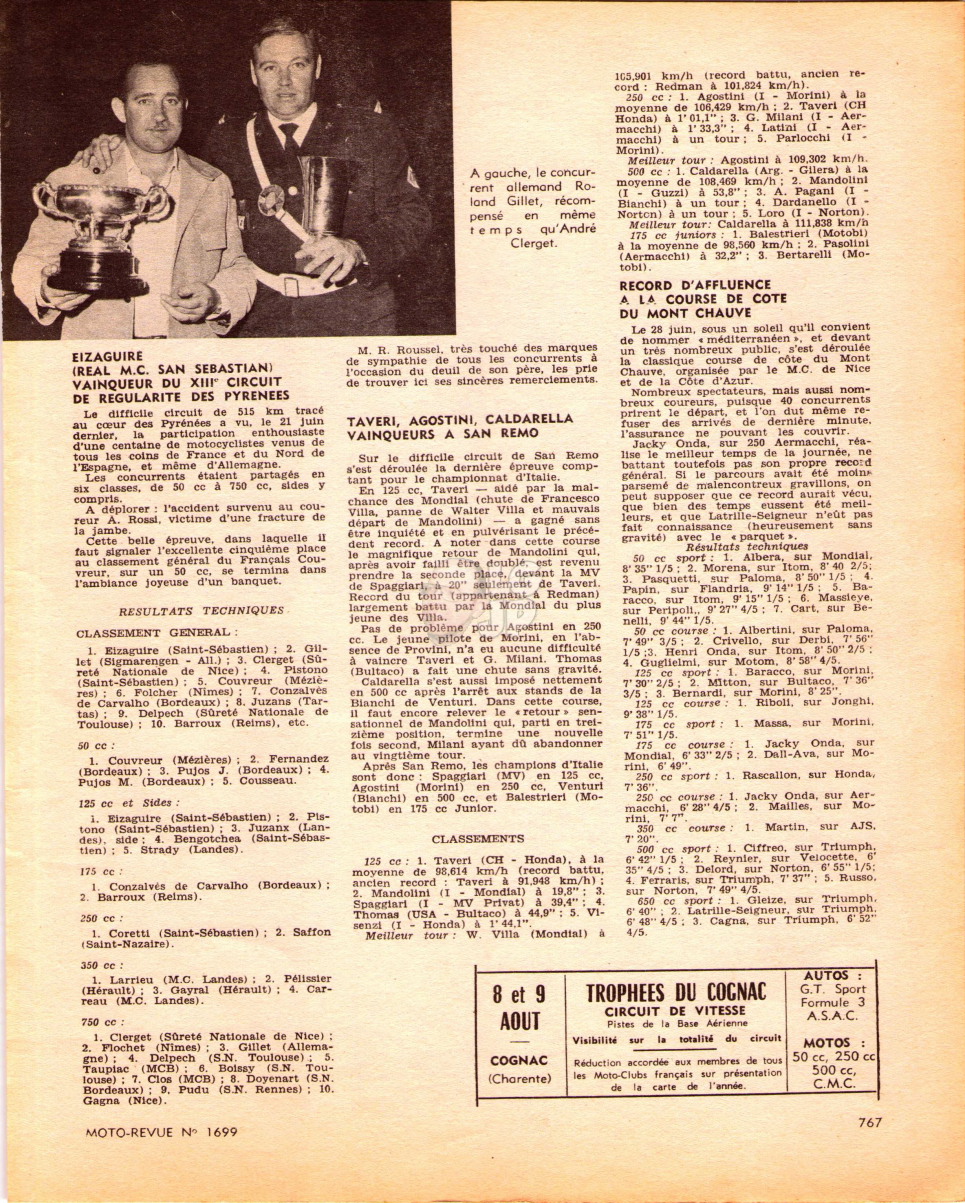 A gauche, le concur-
rent allemand Ro-
land Gillet, récom-
pensé en même
temps qu'André
Clerget.
EIZAGUIRE
(REAL M.C. SAN SEBASTIAN)
VAINQUEUR DU XIIIe CIRCUIT
DE REGULARITE DES PYRENEES
Le difficile circuit de 515 km tracé
au cœur des Pyrénées a vu, le 21 juin
dernier, la participation enthousiaste
d'une centaine de motocyclistes venus de
tous les coins de France et du Nord de
l'Espagne, et même d'Allemagne.
Les concurrents étaient partagés en
six classes, de 50 cc à 750 cc, sides y
compris.
A déplorer : l'accident survenu au cou-
reur A. Rossi, victime d'une fracture de
la jambe.
Cette belle épreuve, dans laquelle il
faut signaler l'excellente cinquième place
au classement général du Français Cou-
vreur, sur un 50 cc, se termina dans
l'ambiance joyeuse d'un banquet.
RESULTATS TECHNIQUES
CLASSEMENT GENERAL :
1. Eizaguire (Saint-Sébastien) ; 2. Gil-
let (Sigmarengen - All.) ; 3. Clerget (Sû-
reté Nationale de Nice) ; 4. Pistono
(Saint-Sébastien) ; 5. Couvreur (Méziè-
res) ; 6. Folcher (Nîmes) ; 7. Conzalvès
de Carvalho (Bordeaux) ; 8. Juzans (Tar-
tas) ; 9. Delpech (Sûreté Nationale de
Toulouse) ; 10. Barroux (Reims), etc.
50 cc :
1. Couvreur (Mézières) ; 2. Fernandez
(Bordeaux) ; 3. Pujos J. (Bordeaux) ; 4.
Pujos M. (Bordeaux) ; 5. Cousseau.
125 cc et Sides :
1. Eizaguire (Saint-Sébastien) ; 2. Pis-
tono (Saint-Sébastien) ; 3. Juzanx (Lan-
des), side ; 4. Bengotchea (Saint-Sébas-
tien) ; 5. Strady (Landes).
175 cc :
1. Conzalvès de Carvalho (Bordeaux) ;
2. Barroux (Reims).
250 cc :
1. Coretti (Saint-Sébastien) ; 2. Saffon
(Saint-Nazaire).
350 cc :
1. Larrieu (M.C. Landes) ; 2. Pélissier
(Hérault) ; 3. Gayral (Hérault) ; 4. Car-
reau (M.C. Landes).
750 cc :
1. Clerget (Sûreté Nationale de Nice) ;
2. Flochet (Nîmes) ; 3. Gillet (Allema-
gne) ; 4. Delpech (S.N. Toulouse) ; 5.
Taupiac (MCB) ; 6. Boissy (S.N. Tou-
louse) ; 7. Clos (MCB) ; 8. Doyenart (S.N.
Bordeaux) ; 9. Pudu (S.N. Rennes) ; 10.
Gagna (Nice).
M. R. Roussel, très touché des marques
de sympathie de tous les concurrents à
l'occasion du deuil de son père, les prie
de trouver ici ses sincères remerciements.
TAVERI, AGOSTINI, CALDARELLA
VAINQUEURS A SAN REMO
Sur le difficile circuit de San Remo
s'est déroulée la dernière épreuve comp-
tant pour le championnat d'Italie.
En 125 cc, Taveri — aidé par la mal-
chance des Mondial (chute de Francesco
Villa, panne de Walter Villa et mauvais
départ de Mandolini) — a gagné sans
être inquiété et en pulvérisant le précé-
dent record. A noter dans cette course
le magnifique retour de Mandolini qui,
après avoir failli être doublé, est revenu
prendre la seconde place, devant la MV
de Spaggiari, à 20" seulement de Taveri.
Record du tour (appartenant à Redman)
largement battu par la Mondial du plus
jeune des Villa.
Pas de problème pour Agostini en 250
cc. Le jeune pilote de Morini, en l'ab-
sence de Provini, n'a eu aucune difficulté
à vaincre Taveri et G. Milani. Thomas
(Bultaco) a fait une chute sans gravité.
Caldarella s'est aussi imposé nettement
en 500 cc après l'arrêt aux stands de la
Bianchi de Venturi. Dans cette course,
il faut encore relever le « retour » sen-
sationnel de Mandolini qui, parti en trei-
zième position, termine une nouvelle
fois second, Milani ayant dû abandonner
au vingtième tour.
Après San Remo, les champions d'Italie
sont donc : Spaggiari (MV) en 125 cc,
Agostini (Morini) en 250 cc, Venturi
(Bianchi) en 500 cc, et Balestrieri (Mo-
tobi) en 175 cc Junior.
CLASSEMENTS
125 cc : 1. Taveri (CH - Honda), à la
moyenne de 98,614 km/h (record battu,
ancien record : Taveri à 91,948 km/h) ;
2. Mandolini (I - Mondial) à 19,8" ; 3.
Spaggiari (I - MV Privat) à 39,4" ; 4.
Thomas (USA - Bultaco) à 44,9" ; 5. Vi-
senzi (I - Honda) à 1' 44,1".
Meilleur tour : W. Villa (Mondial) à
105,901 km/h (record battu, ancien re-
cord : Redman à 101,824 km/h).
250 cc : 1. Agostini (I - Morini) à la
moyenne de 106,429 km/h ; 2. Taveri (CH
Honda) à 1' 01,1" ; 3. G. Milani (I - Aer-
macchi) à 1' 33,3" ; 4. Latini (I - Aer-
macchi) à un tour ; 5. Parlocchi (I -
Morini).
Meilleur tour : Agostini à 109,302 km/h.
500 cc : 1. Caldarella (Arg. - Gilera) à la
moyenne de 108,469 km/h ; 2. Mandolini
(I - Guzzi) à 53,8" ; 3. A. Pagani (I -
Bianchi) à un tour ; 4. Dardanello (I -
Norton) à un tour ; 5. Loro (I - Norton).
Meilleur tour : Caldarella à 111,838 km/h
175 cc juniors : 1. Balestrieri (Motobi)
à la moyenne de 98,560 km/h ; 2. Pasolini
(Aermacchi) à 32,2" ; 3. Bertarelli (Mo-
tobi).
RECORD D'AFFLUENCE
A LA COURSE DE COTE
DU MONT CHAUVE
Le 28 juin, sous un soleil qu'il convient
de nommer « méditerranéen », et devant
un très nombreux public, s'est déroulée
la classique course de côte du Mont
Chauve, organisée par le M.C. de Nice
et de la Côte d'Azur.
Nombreux spectateurs, mais aussi nom-
breux coureurs, puisque 40 concurrents
prirent le départ, et l'on dut même re-
fuser des arrivés de dernière minute,
l'assurance ne pouvant les couvrir.
Jacky Onda, sur 250 Aermacchi, réa-
lise le meilleur temps de la journée, ne
battant toutefois pas son propre record
général. Si le parcours avait été moins
parsemé de malencontreux gravillons, on
peut supposer que ce record aurait vécu,
que bien des temps eussent été meil-
leurs, et que Latrille-Seigneur n'eût pas
fait connaissance (heureusement sans
gravité) avec le « parquet ».
Résultats techniques
50 cc sport : 1. Albera, sur Mondial,
8' 35" 1/5 ; 2. Morena, sur Itom, 8' 40 2/5;
3. Pasquetti, sur Paloma, 8' 50" 1/5 ; 4.
Papin, sur Flandria, 9' 14" 1/5 ; 5. Ba-
racco, sur Itom, 9' 15" 1/5 ; 6. Massieye,
sur Peripoli,, 9' 27" 4/5 ; 7. Cart, sur Be-
nelli, 9' 44" 1/5.
50 cc course : 1. Albertini, sur Paloma,
7' 49" 3/5 ; 2. Crivello, sur Derbi, 7' 56"
1/5 ;3. Henri Onda, sur Itom, 8' 50" 2/5 ;
4. Guglielmi, sur Motom, 8' 58" 4/5.
125 cc sport : 1. Baracco, sur Morini,
7' 30" 2/5 ; 2. Mitton, sur Bultaco, 7' 36"
3/5 ; 3. Bernardi, sur Morini, 8' 25".
125 cc course : 1. Riboli, sur Jonghi,
9' 38" 1/5.
175 cc sport : 1. Massa, sur Morini,
7' 51" 1/5.
175 cc course : 1. Jacky Onda, sur
Mondial, 6' 33" 2/5 ; 2. Dall-Ava, sur Mo-
rini, 6' 49".
250 cc sport : 1. Rascallon, sur Honda,
7' 36".
250 cc course : 1. Jacky Onda, sur Aer-
macchi, 6' 28" 4/5 ; 2. Mailles, sur Mo-
rini, 7' 7".
350 cc course : 1. Martin, sur AJS,
7' 20".
500 cc sport : 1. Ciffreo, sur Triumph,
6' 42" 1/5 ; 2. Reynier, sur Velocette, 6'
35" 4/5 ; 3. Delord, sur Norton, 6' 55" 1/5;
4. Ferraris, sur Triumph, 7' 37" ; 5. Russo,
sur Norton, 7' 49" 4/5.
650 cc sport : 1. Gleize, sur Triumph,
6' 40" ; 2. Latrille-Seigneur, sur Triumph,
6' 48" 4/5 ; 3. Cagna, sur Triumph, 6' 52"
4/5.
8 et 9
AOUT
COGNAC
(Charente)
TROPHEES DU COGNAC
CIRCUIT DE VITESSE
Pistes de la Base Aérienne
Visibilité sur la totalité du circuit
Réduction accordée aux membres de tous
les Moto-Clubs français sur présentation
de la carte de l'année.
AUTOS :
G.T. Sport
Formule 3
A.S.A.C.
MOTOS :
50 cc, 250 cc
500 cc,
C.M.C.
MOTO-REVUE No 1699
767